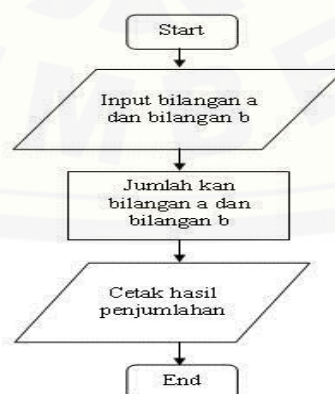 Start
Input bilangan a
dan bilangan b
Jumlah kan
bilangan a dan
bilangan b
Cetak hasil
penjumlahan
End